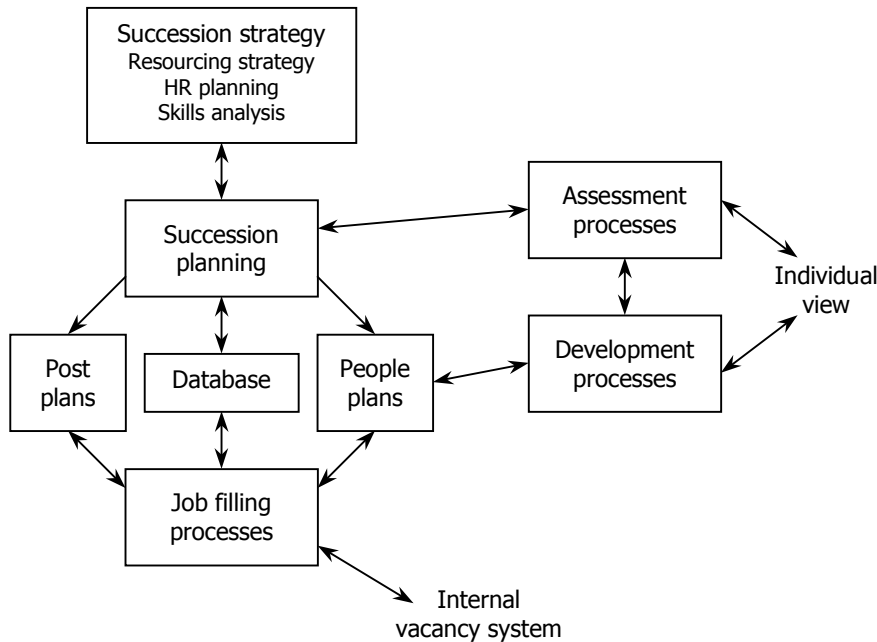 Succession strategy
Resourcing strategy
HR planning
Skills analysis
Succession
planning
Assessment
processes
Individual
view
Post
plans
Database
People
plans
Development
processes
Job filling
processes
Internal
vacancy system